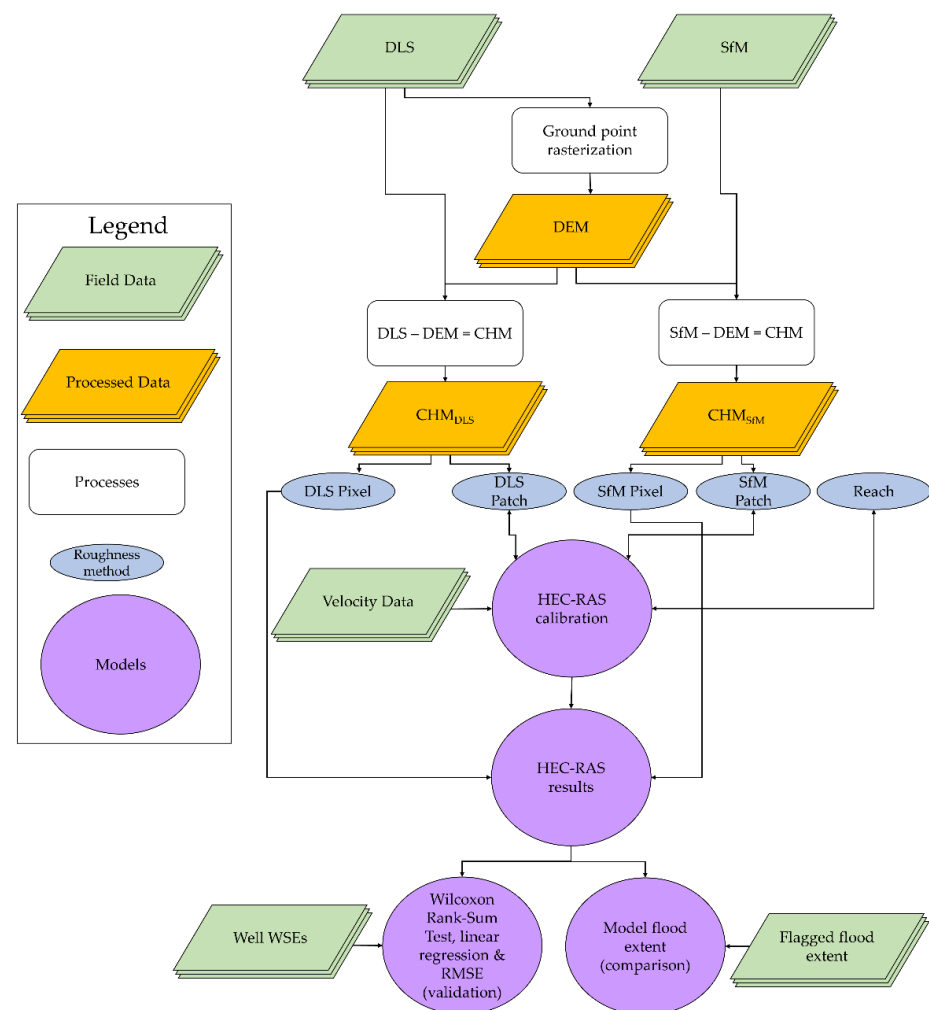 DLS
SfM
Ground point
rasterization
DEM
Legend
Field Data
Processed Data
Processes
Roughness
method
Models
DLS – DEM = CHM
SfM – DEM = CHM
CHM_DLS
CHM_SfM
DLS Pixel
DLS
Patch
SfM Pixel
SfM
Patch
Reach
Velocity Data
HEC-RAS
calibration
HEC-RAS
results
Well WSEs
Wilcoxon
Rank-Sum
Test, linear
regression &
RMSE
(validation)
Model flood
extent
(comparison)
Flagged flood
extent